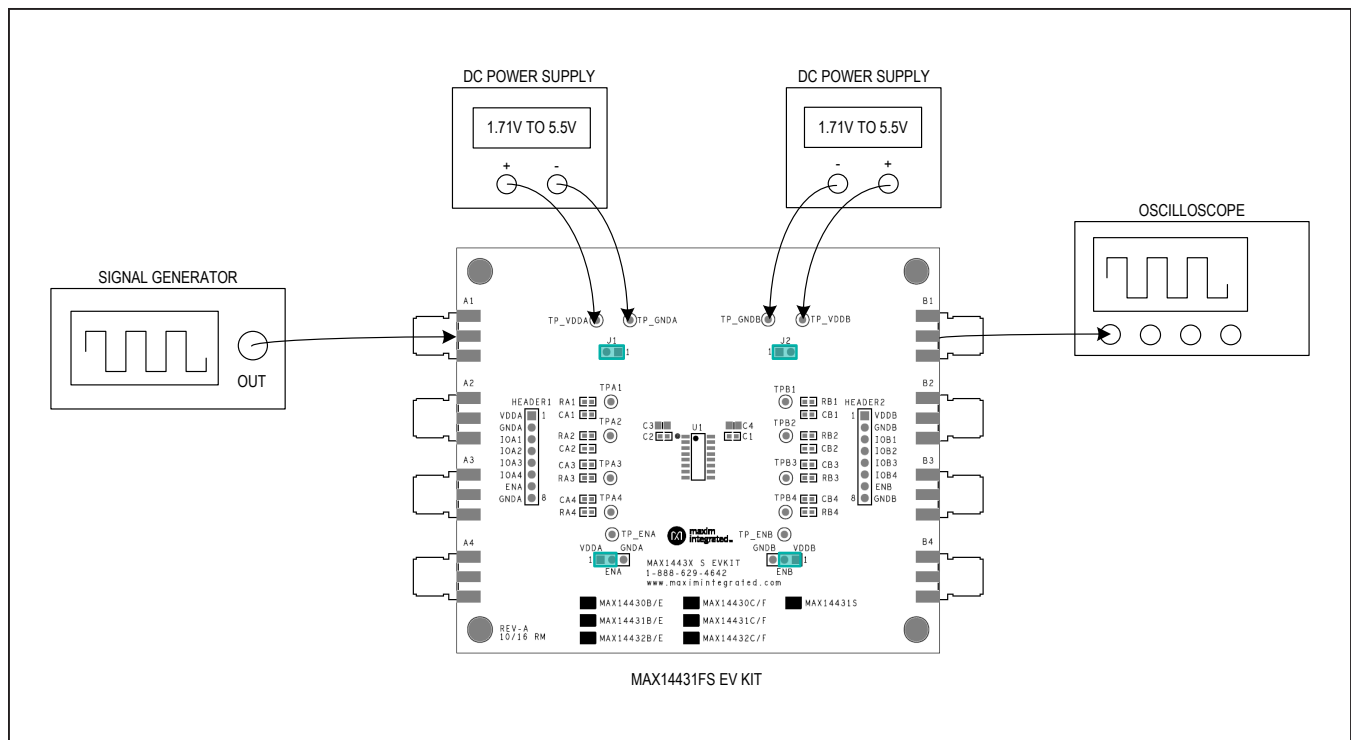 DC POWER SUPPLY
1.71V TO 5.5V
+ -
DC POWER SUPPLY
1.71V TO 5.5V
- +
OSCILLOSCOPE
SIGNAL GENERATOR
OUT
A1
A2
A3
A4
B1
B2
B3
B4
TP_VDDA
TP_GNDA
TP_GNDB
TP_VDDB
J1
1
J2
1
HEADER1
VDDA 1
GNDA
IOA1
IOA2
IOA3
IOA4
ENA
GNDA 8
RA1
CA1
RA2
CA2
CA3
RA3
CA4
RA4
TPA1
TPA2
TPA3
TPA4
C3
C2
U1
C4
C1
TPB1
TPB2
TPB3
TPB4
RB1
CB1
RB2
CB2
CB3
RB3
CB4
RB4
HEADER2
1 VDDB
GNDB
IOB1
IOB2
IOB3
IOB4
ENB
8 GNDB
TP_ENA
maxim
integrated™
TP_ENB
VDDA GNDA
1
ENA
GNDB VDDB
1
ENB
MAX1443X S EVKIT
1-888-629-4642
www.maximintegrated.com
MAX14430B/E
MAX14431B/E
MAX14432B/E
MAX14430C/F
MAX14431C/F
MAX14432C/F
MAX14431S
REV-A
10/16 RM
MAX14431FS EV KIT